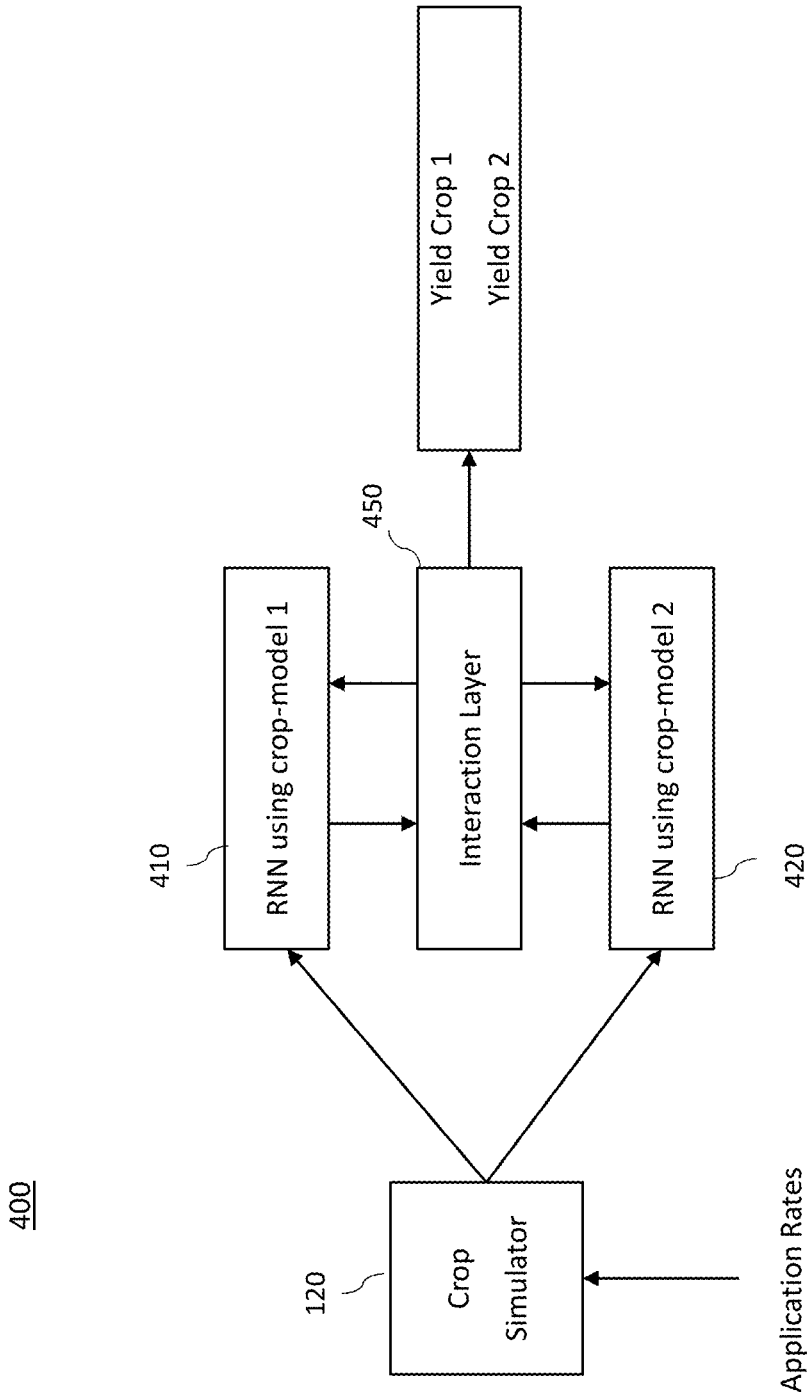 400
Application Rates
120
Crop
Simulator
410
RNN using crop-model 1
450
Interaction Layer
420
RNN using crop-model 2
Yield Crop 1
Yield Crop 2